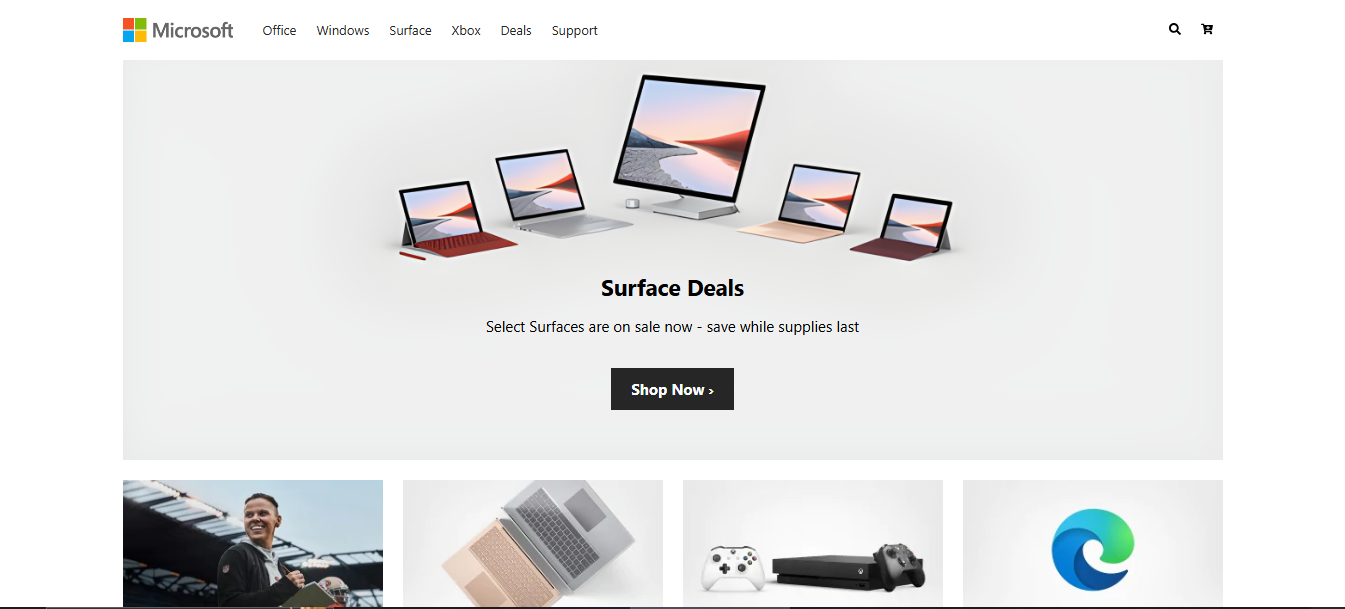 Microsoft Office Windows Surface Xbox Deals Support
Surface Deals
Select Surfaces are on sale now - save while supplies last
Shop Now ›